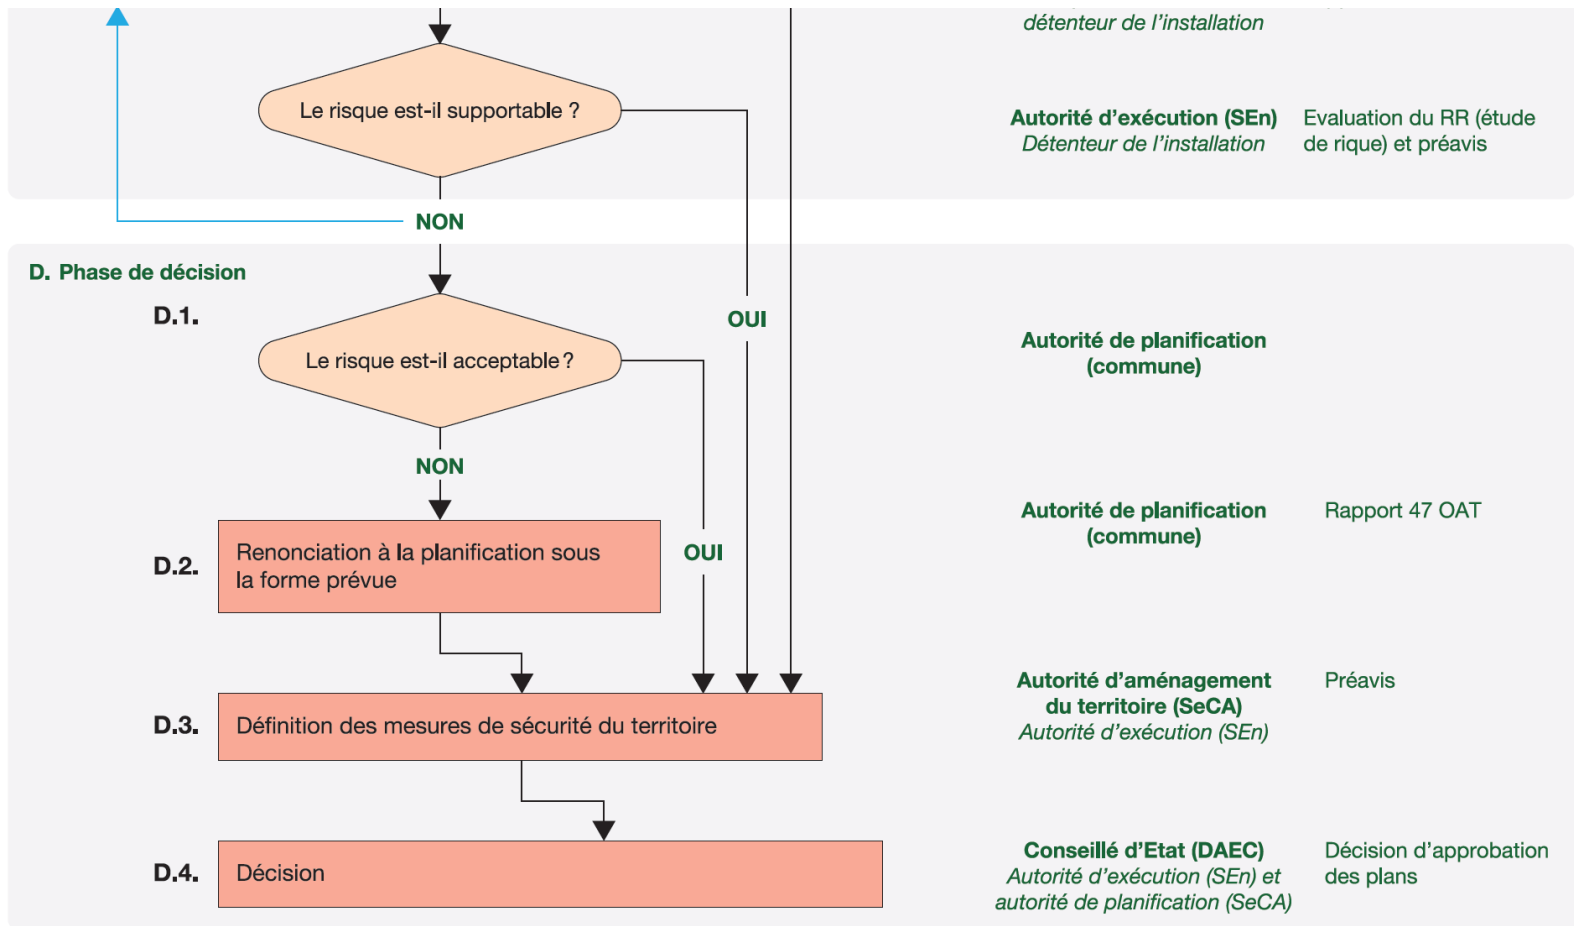 détenteur de l'installation
Le risque est-il supportable ?
Autorité d'exécution (SEn)
Détenteur de l'installation
Evaluation du RR (étude
de rique) et préavis
NON
D. Phase de décision
D.1.
Le risque est-il acceptable ?
OUI
Autorité de planification
(commune)
NON
D.2.
Renonciation à la planification sous
la forme prévue
OUI
Autorité de planification
(commune)
Rapport 47 OAT
D.3.
Définition des mesures de sécurité du territoire
Autorité d'aménagement
du territoire (SeCA)
Autorité d'exécution (SEn)
Préavis
D.4.
Décision
Conseillé d'Etat (DAEC)
Autorité d'exécution (SEn) et
autorité de planification (SeCA)
Décision d'approbation
des plans